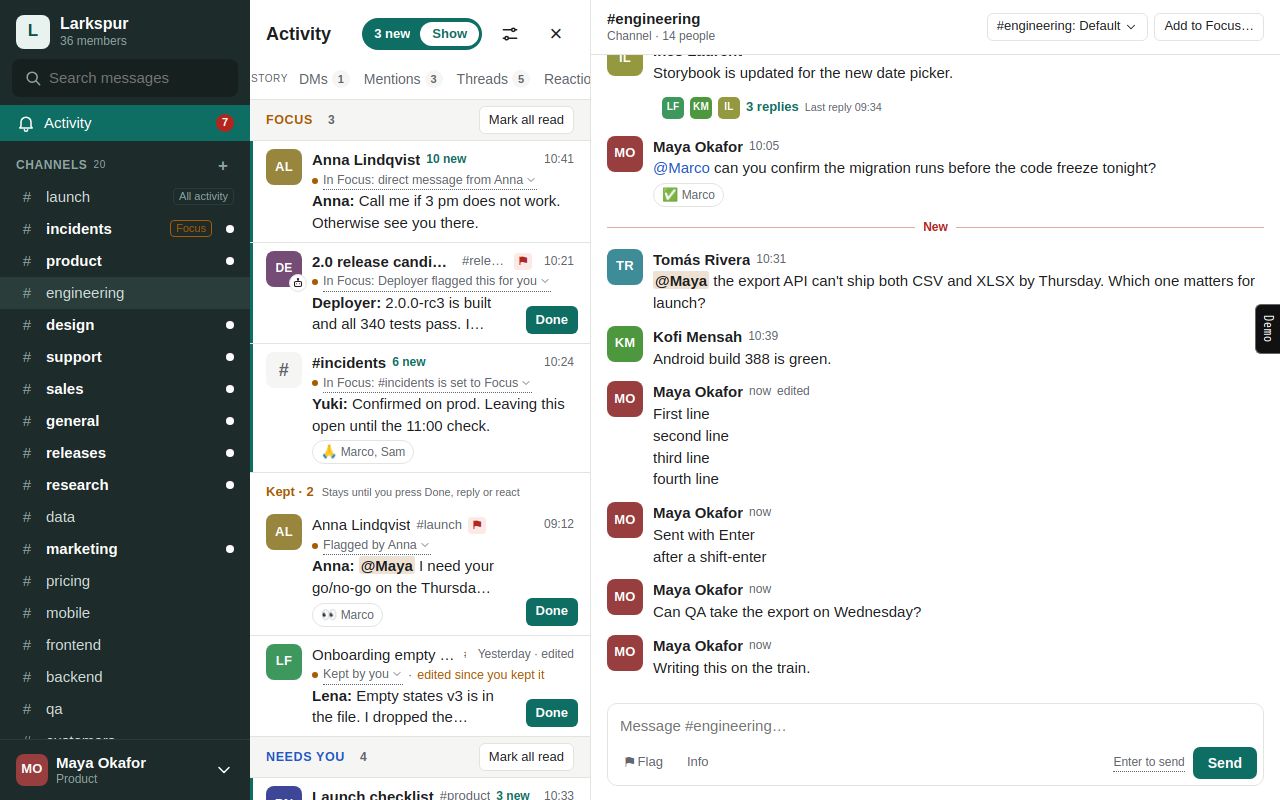 L
Larkspur
36 members
Search messages
Activity
7
CHANNELS 20
+
# launch
All activity
# incidents
Focus
# product
# engineering
# design
# support
# sales
# general
# releases
# research
# data
# marketing
# pricing
# mobile
# frontend
# backend
# qa
MO
Maya Okafor
Product
Activity
3 new
Show
STORY
DMs 1
Mentions 3
Threads 5
Reactio
FOCUS 3
Mark all read
AL
Anna Lindqvist 10 new
10:41
In Focus: direct message from Anna
Anna: Call me if 3 pm does not work.
Otherwise see you there.
DE
2.0 release candi…
#rele…
10:21
In Focus: Deployer flagged this for you
Deployer: 2.0.0-rc3 is built
and all 340 tests pass. I…
Done
#
#incidents 6 new
10:24
In Focus: #incidents is set to Focus
Yuki: Confirmed on prod. Leaving this
open until the 11:00 check.
🙏 Marco, Sam
Kept · 2 Stays until you press Done, reply or react
AL
Anna Lindqvist #launch
09:12
Flagged by Anna
Anna: @Maya I need your
go/no-go on the Thursda…
👀 Marco
Done
LF
Onboarding empty …
Yesterday · edited
Kept by you · edited since you kept it
Lena: Empty states v3 is in
the file. I dropped the…
Done
NEEDS YOU 4
Mark all read
Launch checklist #product 3 new
10:33
#engineering
Channel · 14 people
#engineering: Default
Add to Focus…
IL
Storybook is updated for the new date picker.
LF KM IL 3 replies Last reply 09:34
MO
Maya Okafor 10:05
@Marco can you confirm the migration runs before the code freeze tonight?
✅ Marco
New
TR
Tomás Rivera 10:31
@Maya the export API can't ship both CSV and XLSX by Thursday. Which one matters for
launch?
KM
Kofi Mensah 10:39
Android build 388 is green.
MO
Maya Okafor now edited
First line
second line
third line
fourth line
MO
Maya Okafor now
Sent with Enter
after a shift-enter
MO
Maya Okafor now
Can QA take the export on Wednesday?
MO
Maya Okafor now
Writing this on the train.
Message #engineering…
Flag
Info
Enter to send
Send
Demo